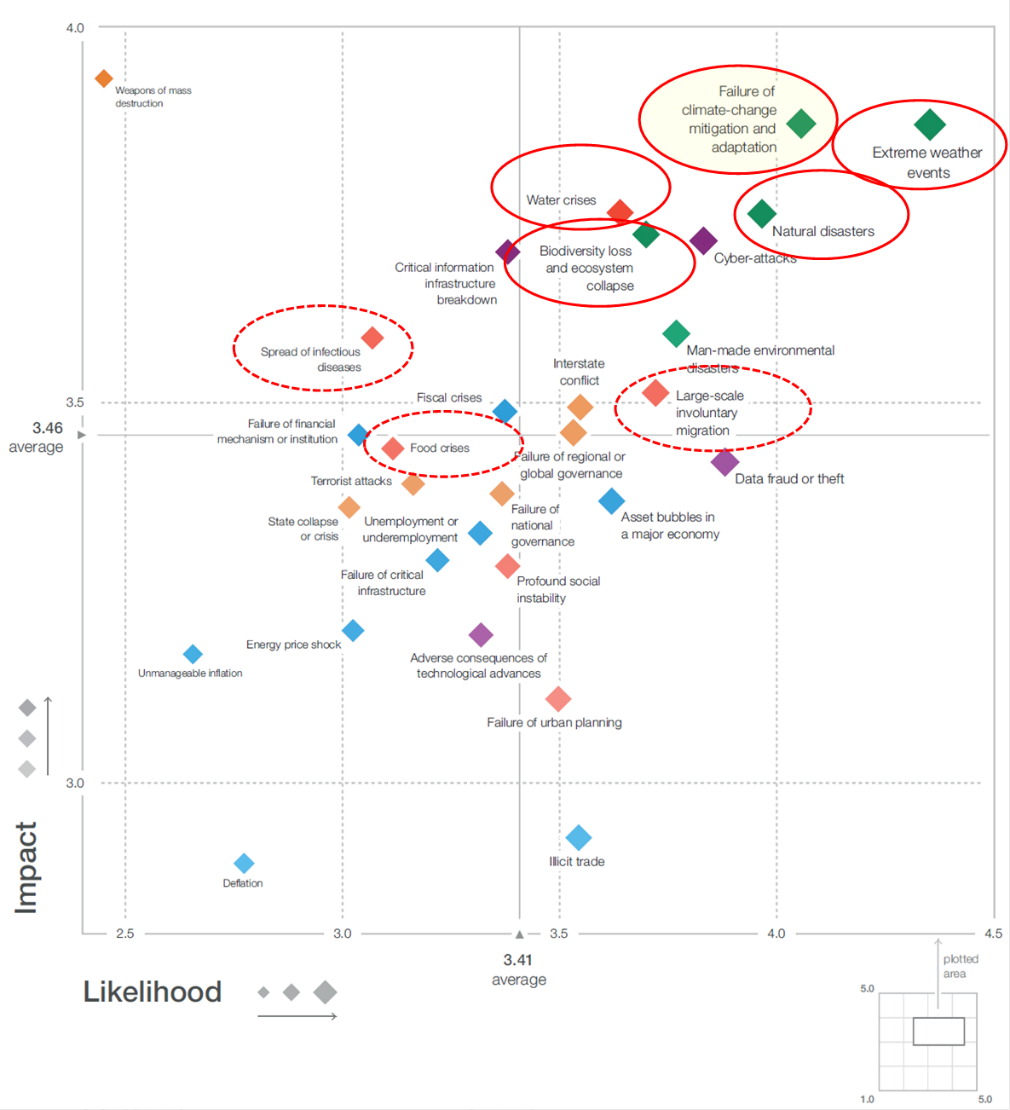 4.0
Weapons of mass
destruction
Failure of
climate-change
mitigation and
adaptation
Extreme weather
events
Water crises
Natural disasters
Biodiversity loss
and ecosystem
collapse
Cyber-attacks
Critical information
infrastructure
breakdown
Man-made environmental
disasters
Spread of infectious
diseases
Interstate
conflict
Large-scale
involuntary
migration
3.5
Fiscal crises
3.46
average
Failure of financial
mechanism or institution
Food crises
Failure of regional or
global governance
Data fraud or theft
Terrorist attacks
State collapse
or crisis
Unemployment or
underemployment
Failure of
national
governance
Asset bubbles in
a major economy
Failure of critical
infrastructure
Profound social
instability
Energy price shock
Adverse consequences of
technological advances
Unmanageable inflation
Failure of urban planning
3.0
Impact
Illicit trade
Deflation
2.5
3.0
3.5
4.0
4.5
3.41
average
Likelihood
plotted
area
5.0
1.0
5.0